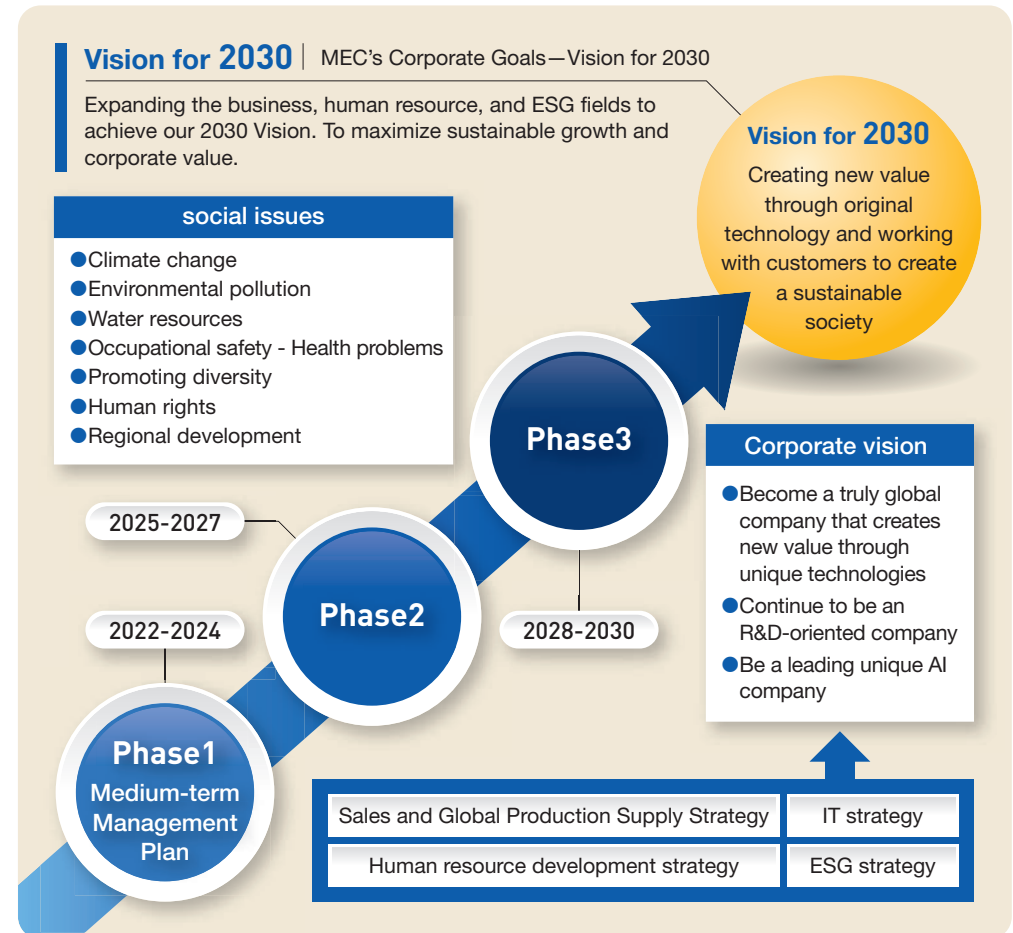 Vision for 2030 | MEC's Corporate Goals—Vision for 2030
Expanding the business, human resource, and ESG fields to
achieve our 2030 Vision. To maximize sustainable growth and
corporate value.
Vision for 2030
Creating new value
through original
technology and working
with customers to create
a sustainable
society
social issues
●Climate change
●Environmental pollution
●Water resources
●Occupational safety - Health problems
●Promoting diversity
●Human rights
●Regional development
Phase3
2025-2027
Phase2
2022-2024
2028-2030
Phase1
Medium-term
Management
Plan
Corporate vision
●Become a truly global
company that creates
new value through
unique technologies
●Continue to be an
R&D-oriented company
●Be a leading unique AI
company
Sales and Global Production Supply Strategy
IT strategy
Human resource development strategy
ESG strategy